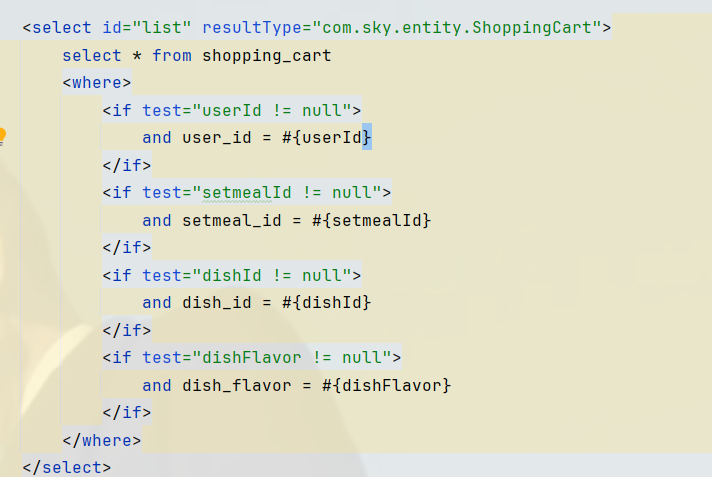 <select id="list" resultType="com.sky.entity.ShoppingCart">
    select * from shopping_cart
    <where>
        <if test="userId != null">
            and user_id = #{userId}
        </if>
        <if test="setmealId != null">
            and setmeal_id = #{setmealId}
        </if>
        <if test="dishId != null">
            and dish_id = #{dishId}
        </if>
        <if test="dishFlavor != null">
            and dish_flavor = #{dishFlavor}
        </if>
    </where>
</select>